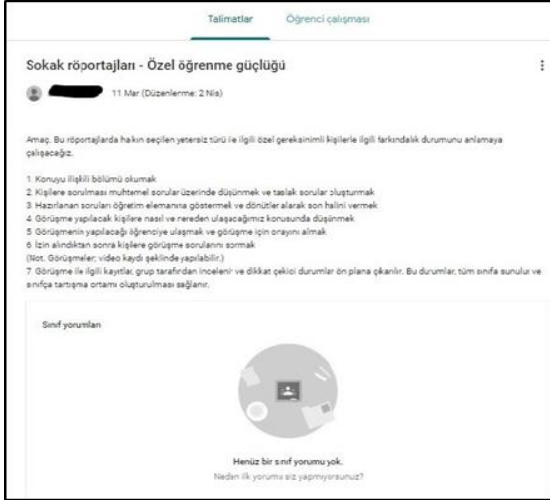 Talimatlar Öğrenci çalışması
Sokak röportajları - Özel öğrenme güçlüğü
11 Mar (Düzenlerme: 2 Nis)
Amaç. Bu röportajlarda halkın seçilen yetersiz türü ile ilgili özel gereksinimli kişilerle ilgili farkındalık durumunu anlamaya
çalışacağız.
1 Konuyu ilişkili bölümü okumak
2 Kişilere sorulması muhtemel sorular üzerinde düşünmek ve taslak sorular oluşturmak
3 Hazırlanan soruları öğretim elemanına göstermek ve dönütler alarak son halini vermek
4 Görüşme yapılacak kişilere nasıl ve nereden ulaşacağımız konusunda düşünmek
5 Görüşmenin yapılacağı öğrenciye ulaşmak ve görüşme için onayını almak
6 İzin alındıktan sonra kişilere görüşme sorularını sormak
(Not. Görüşmeler; video kaydı şeklinde yapılabilir.)
7 Görüşme ile ilgili kayıtlar, grup tarafından incelenir ve dikkat çekici durumlar ön plana çıkarılır. Bu durumlar, tüm sınıfa sunulur ve
sınıfça tartışma ortamı oluşturulması sağlanır.
Sınıf yorumları
Henüz bir sınıf yorumu yok.
Neden ilk yorumu siz yapmıyorsunuz?